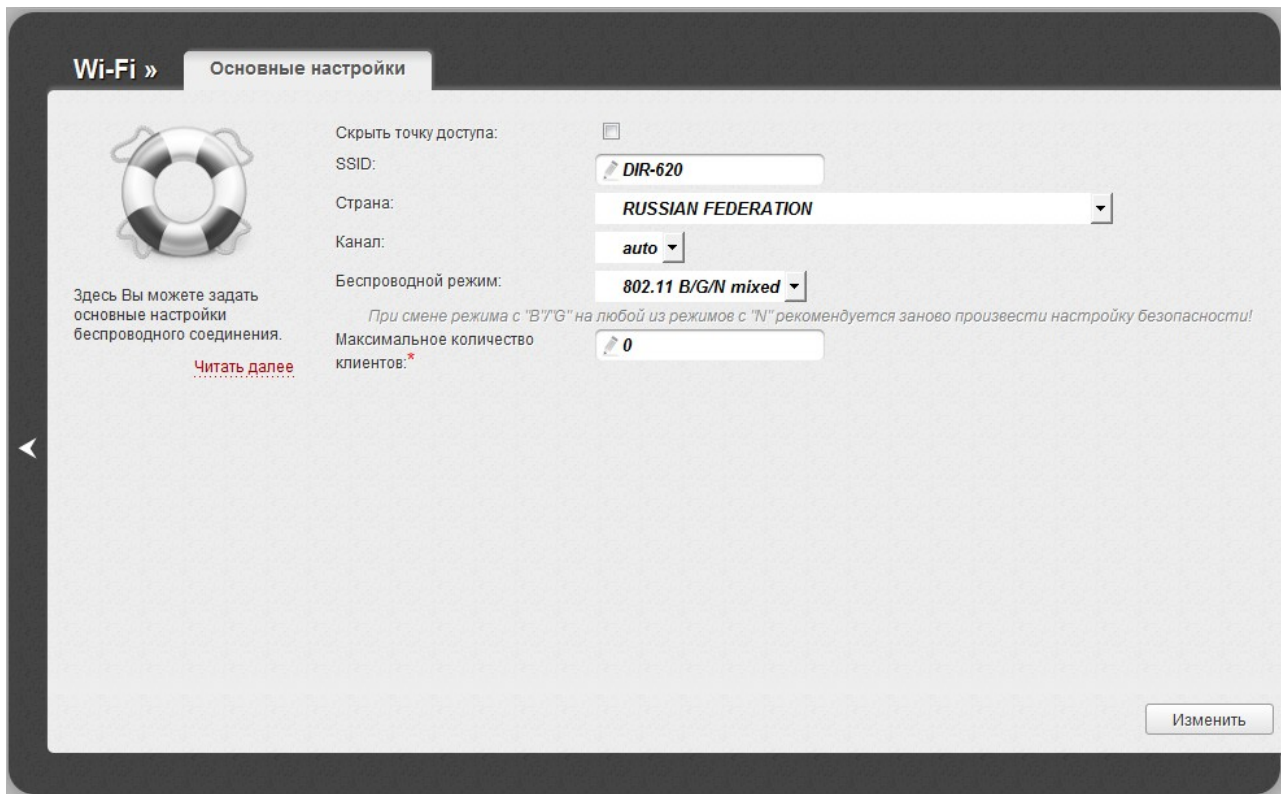 Wi-Fi »
Основные настройки
Здесь Вы можете задать
основные настройки
беспроводного соединения.
Читать далее
Скрыть точку доступа:
SSID: DIR-620
Страна: RUSSIAN FEDERATION
Канал: auto
Беспроводной режим: 802.11 B/G/N mixed
При смене режима с "B"/"G" на любой из режимов с "N" рекомендуется заново произвести настройку безопасности!
Максимальное количество
клиентов:* 0
Изменить